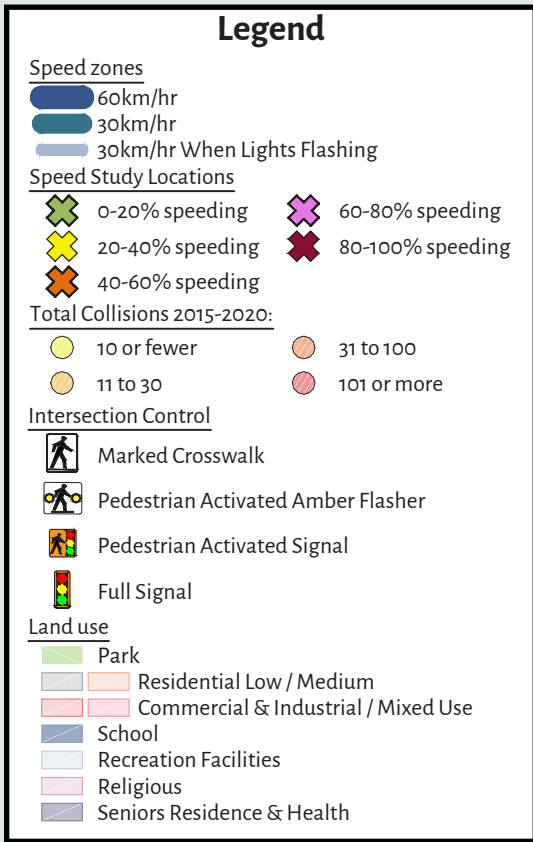 Legend
Speed zones
60km/hr
30km/hr
30km/hr When Lights Flashing
Speed Study Locations
0-20% speeding
60-80% speeding
20-40% speeding
80-100% speeding
40-60% speeding
Total Collisions 2015-2020:
10 or fewer
31 to 100
11 to 30
101 or more
Intersection Control
Marked Crosswalk
Pedestrian Activated Amber Flasher
Pedestrian Activated Signal
Full Signal
Land use
Park
Residential Low / Medium
Commercial & Industrial / Mixed Use
School
Recreation Facilities
Religious
Seniors Residence & Health